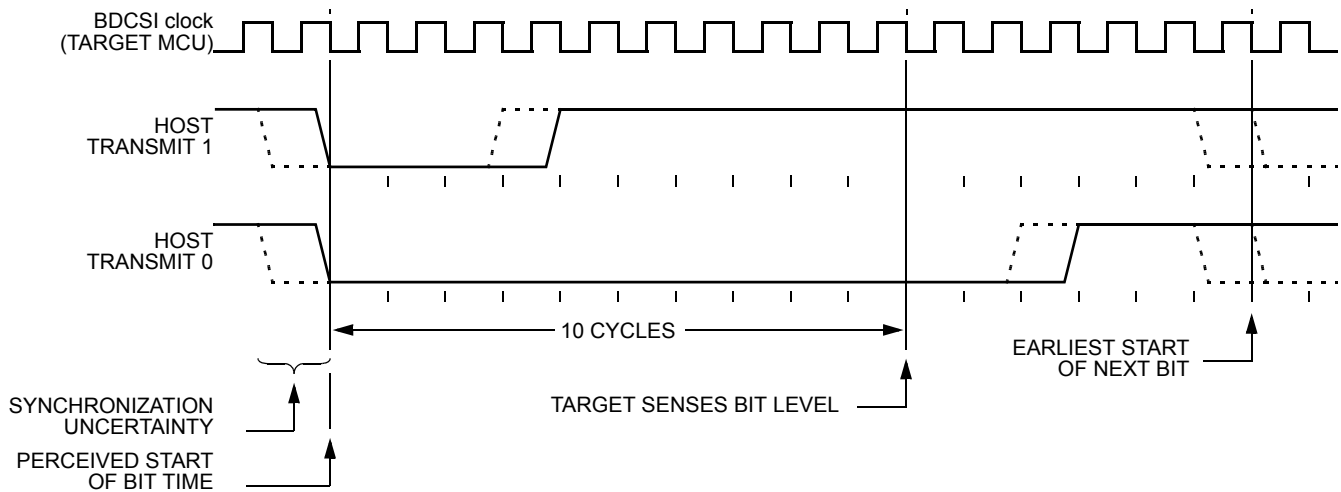 BDCSI clock
(TARGET MCU)
HOST
TRANSMIT 1
HOST
TRANSMIT 0
10 CYCLES
EARLIEST START
OF NEXT BIT
SYNCHRONIZATION
UNCERTAINTY
TARGET SENSES BIT LEVEL
PERCEIVED START
OF BIT TIME